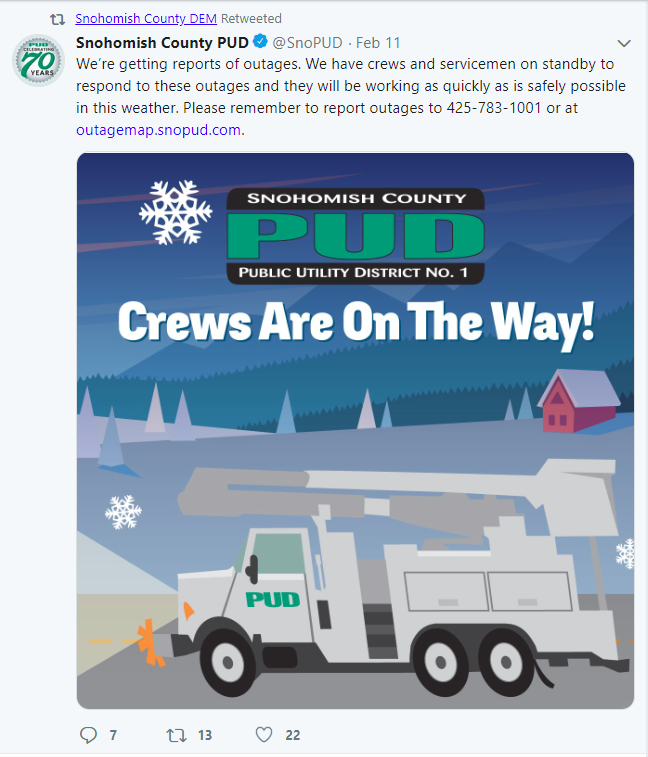 Snohomish County DEM Retweeted
PUD
CELEBRATING
70
YEARS
Snohomish County PUD @SnoPUD · Feb 11
We're getting reports of outages. We have crews and servicemen on standby to
respond to these outages and they will be working as quickly as is safely possible
in this weather. Please remember to report outages to 425-783-1001 or at
outagemap.snopud.com.
SNOHOMISH COUNTY
PUD
PUBLIC UTILITY DISTRICT NO. 1
Crews Are On The Way!
PUD
7 13 22